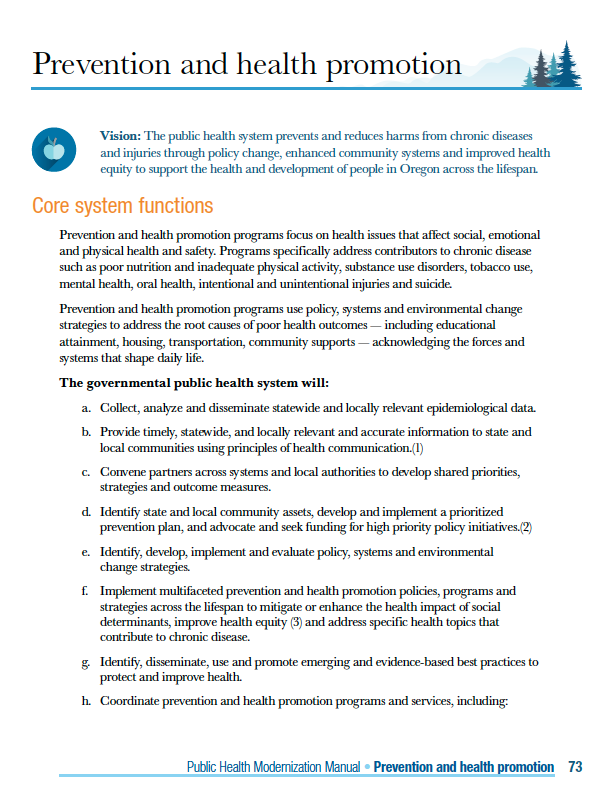 Prevention and health promotion
Vision: The public health system prevents and reduces harms from chronic diseases
and injuries through policy change, enhanced community systems and improved health
equity to support the health and development of people in Oregon across the lifespan.
Core system functions
Prevention and health promotion programs focus on health issues that affect social, emotional
and physical health and safety. Programs specifically address contributors to chronic disease
such as poor nutrition and inadequate physical activity, substance use disorders, tobacco use,
mental health, oral health, intentional and unintentional injuries and suicide.
Prevention and health promotion programs use policy, systems and environmental change
strategies to address the root causes of poor health outcomes — including educational
attainment, housing, transportation, community supports — acknowledging the forces and
systems that shape daily life.
The governmental public health system will:
a. Collect, analyze and disseminate statewide and locally relevant epidemiological data.
b. Provide timely, statewide, and locally relevant and accurate information to state and
local communities using principles of health communication.(1)
c. Convene partners across systems and local authorities to develop shared priorities,
strategies and outcome measures.
d. Identify state and local community assets, develop and implement a prioritized
prevention plan, and advocate and seek funding for high priority policy initiatives.(2)
e. Identify, develop, implement and evaluate policy, systems and environmental
change strategies.
f. Implement multifaceted prevention and health promotion policies, programs and
strategies across the lifespan to mitigate or enhance the health impact of social
determinants, improve health equity (3) and address specific health topics that
contribute to chronic disease.
g. Identify, disseminate, use and promote emerging and evidence-based best practices to
protect and improve health.
h. Coordinate prevention and health promotion programs and services, including:
Public Health Modernization Manual • Prevention and health promotion 73